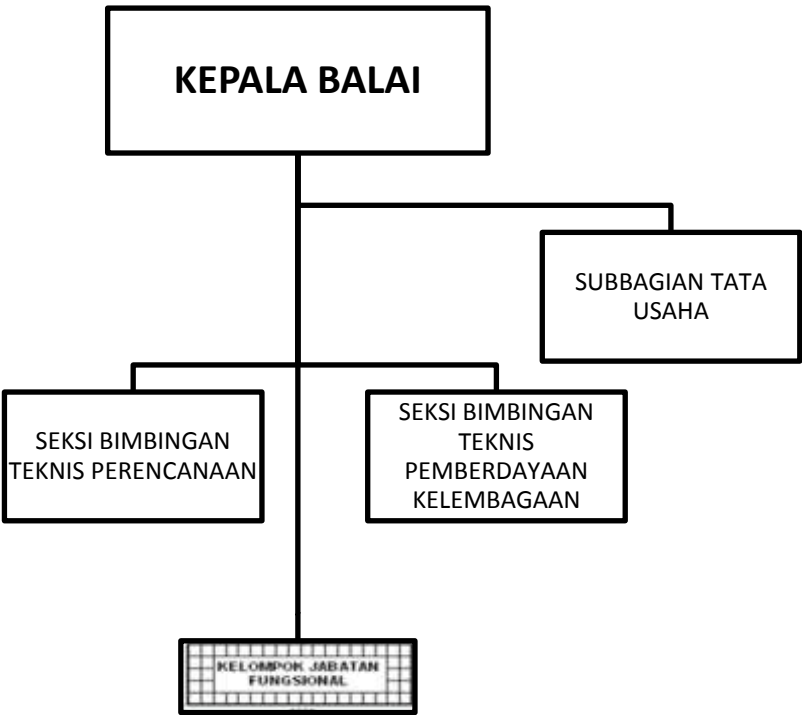 KEPALA BALAI
SUBBAGIAN TATA
USAHA
SEKSI BIMBINGAN
TEKNIS PERENCANAAN
SEKSI BIMBINGAN
TEKNIS
PEMBERDAYAAN
KELEMBAGAAN
KELOMPOK JABATAN
FUNGSIONAL